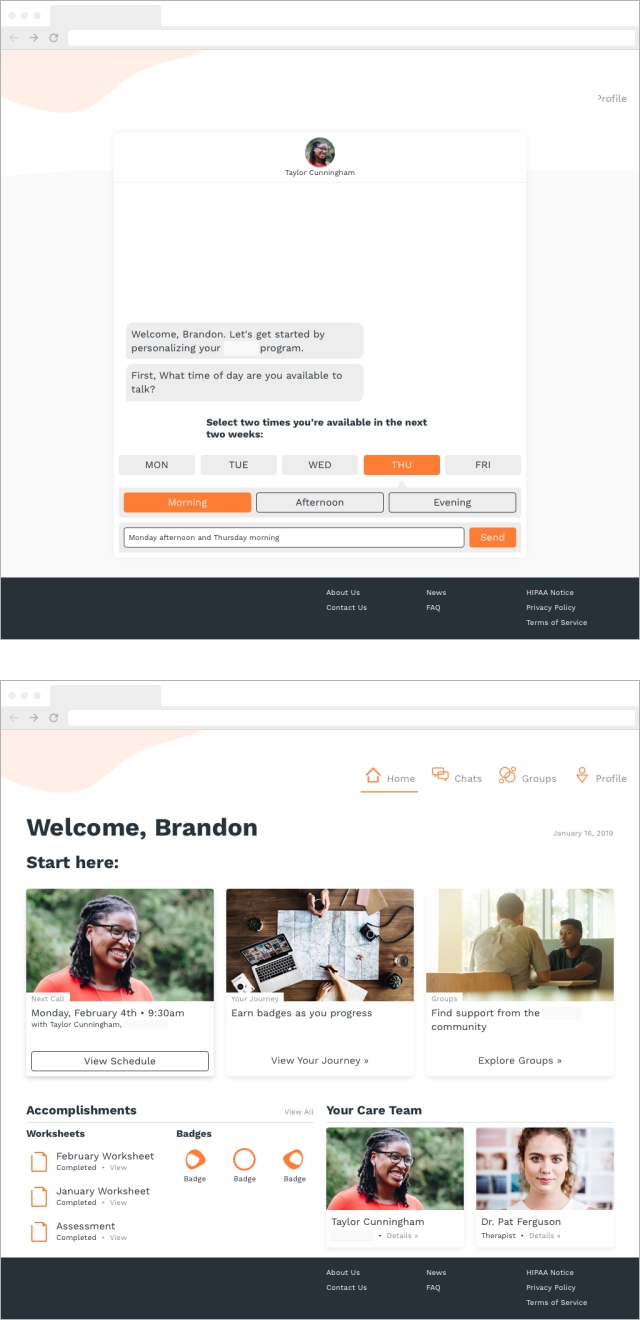 Profile
Taylor Cunningham
Welcome, Brandon. Let's get started by
personalizing your program.
First, What time of day are you available to
talk?
Select two times you're available in the next
two weeks:
MON TUE WED THU FRI
Morning Afternoon Evening
Monday afternoon and Thursday morning Send
About Us News HIPAA Notice
Contact Us FAQ Privacy Policy
Terms of Service
Home Chats Groups Profile
Welcome, Brandon
January 16, 2019
Start here:
Next Call
Monday, February 4th • 9:30am
with Taylor Cunningham,
View Schedule
Your Journey
Earn badges as you progress
View Your Journey »
Groups
Find support from the
community
Explore Groups »
Accomplishments View All
Worksheets
February Worksheet
Completed • View
January Worksheet
Completed • View
Assessment
Completed • View
Badges
Badge Badge Badge
Your Care Team
Taylor Cunningham
• Details »
Dr. Pat Ferguson
Therapist • Details »
About Us News HIPAA Notice
Contact Us FAQ Privacy Policy
Terms of Service